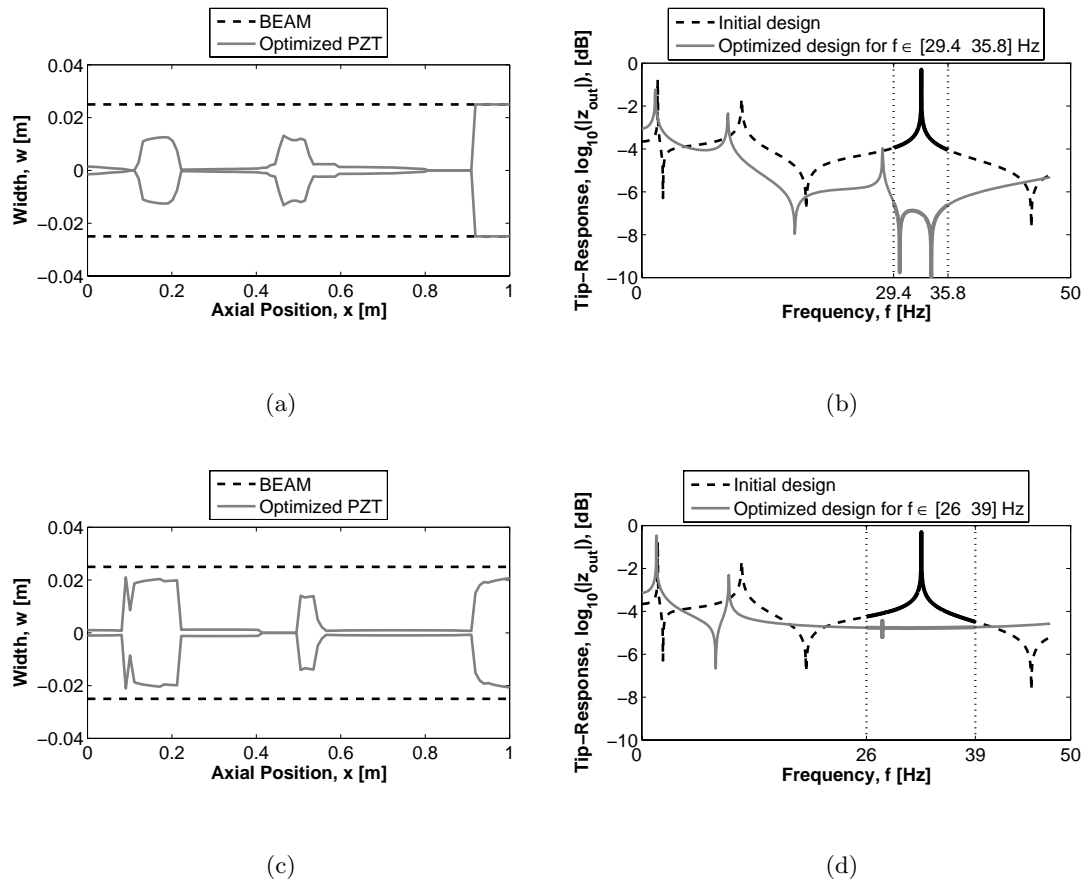 BEAM
Optimized PZT
0.04
0.02
0
−0.02
−0.04
Width, w [m]
0 0.2 0.4 0.6 0.8 1
Axial Position, x [m]
(a)
Initial design
Optimized design for f ∈ [29.4 35.8] Hz
0
−2
−4
−6
−8
−10
Tip−Response, log10(|zout|), [dB]
0 29.4 35.8 50
Frequency, f [Hz]
(b)
BEAM
Optimized PZT
0.04
0.02
0
−0.02
−0.04
Width, w [m]
0 0.2 0.4 0.6 0.8 1
Axial Position, x [m]
(c)
Initial design
Optimized design for f ∈ [26 39] Hz
0
−2
−4
−6
−8
−10
Tip−Response, log10(|zout|), [dB]
0 26 39 50
Frequency, f [Hz]
(d)